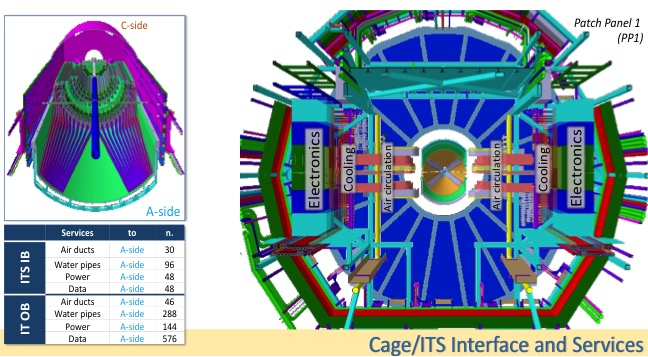 C-side
A-side
Patch Panel 1
(PP1)
Electronics
Cooling
Air circulation
Air circulation
Cooling
Electronics
Services to n.
ITS IB
Air ducts A-side 30
Water pipes A-side 96
Power A-side 48
Data A-side 48
IT OB
Air ducts A-side 46
Water pipes A-side 288
Power A-side 144
Data A-side 576
Cage/ITS Interface and Services